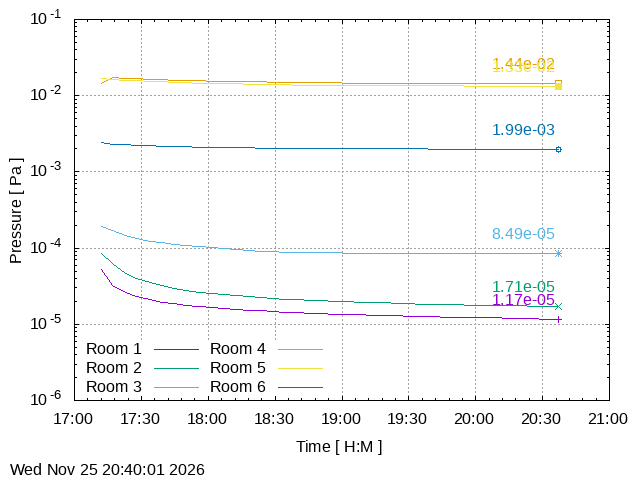 10^-1
10^-2
10^-3
10^-4
10^-5
10^-6
Pressure [ Pa ]
1.44e-02
1.33e-02
1.99e-03
8.49e-05
1.71e-05
1.17e-05
Room 1 Room 4
Room 2 Room 5
Room 3 Room 6
17:00 17:30 18:00 18:30 19:00 19:30 20:00 20:30 21:00
Time [ H:M ]
Wed Nov 25 20:40:01 2026